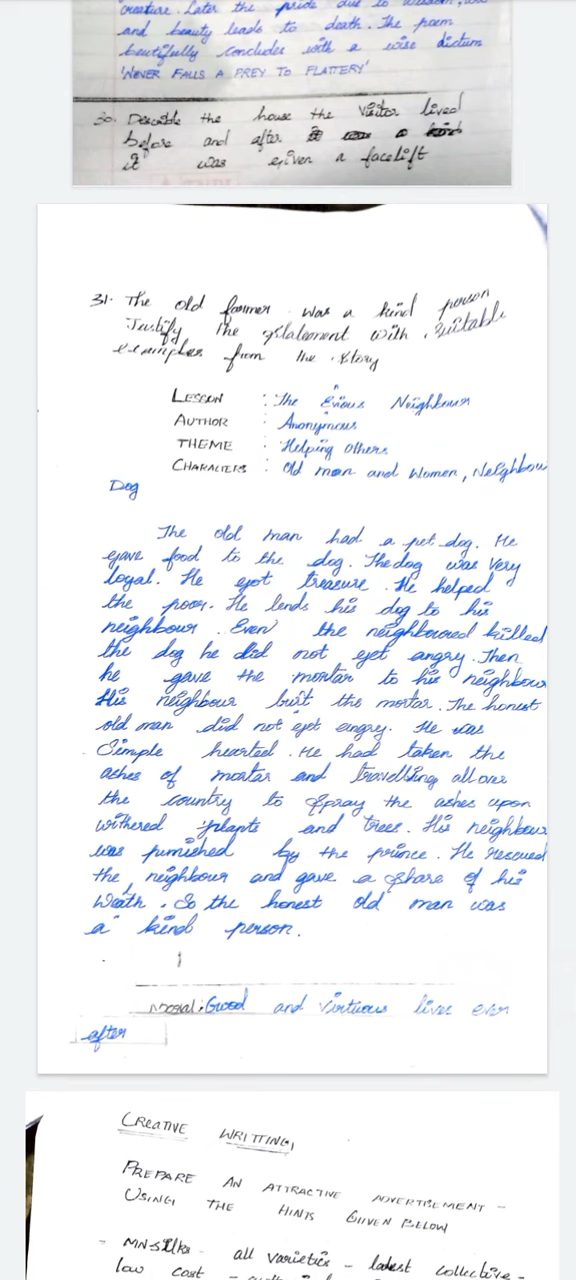 creature. Later the pride due to wisdom,
and beauty leads to death. The poem
beautifully concludes with a wise dictum
'NEVER FALLS A PREY TO FLATTERY'
30. Describe the house the visitor lived
before and after
it was given a facelift
31. The old farmer was a kind person
Justify the statement with suitable
examples from the story
LESSON : The Envious Neighbour
AUTHOR : Anonymous
THEME : Helping others
CHARACTERS : Old man and Women, Neighbour
Dog
The old man had a pet dog. He
gave food to the dog. The dog was very
loyal. He got treasure. He helped
the poor. He lends his dog to his
neighbour. Even the neighboured killed
the dog he did not get angry. Then
he gave the mortar to his neighbour
His neighbour burt the mortar. The honest
old man did not get angry. He was
Simple hearted. He had taken the
ashes of mortar and travelling all over
the country to spray the ashes upon
withered plants and trees. His neighbour
was punished by the prince. He rescued
the neighbour and gave a share of his
Wealth. So the honest old man was
a kind person.
Moral: Good and virtuous lives ever
after
CREATIVE WRITTING
PREPARE AN ATTRACTIVE ADVERTISEMENT -
USING THE HINTS GIVEN BELOW
- MN-silks - all varieties - latest collective -
low cost -